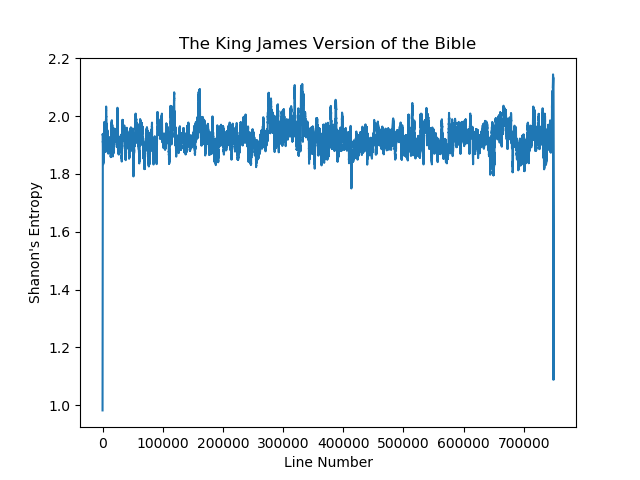 The King James Version of the Bible
2.2
2.0
1.8
1.6
1.4
1.2
1.0
Shanon's Entropy
0 100000 200000 300000 400000 500000 600000 700000
Line Number